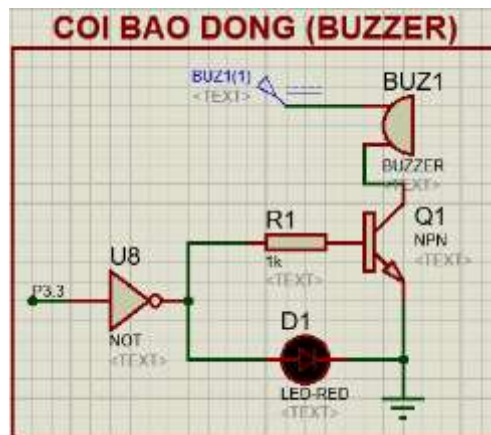 COI BAO DONG (BUZZER)
BUZ1(1)
<TEXT>
BUZ1
BUZZER
<TEXT>
R1
1k
<TEXT>
Q1
NPN
<TEXT>
U8
P3.3
NOT
<TEXT>
D1
LED-RED
<TEXT>